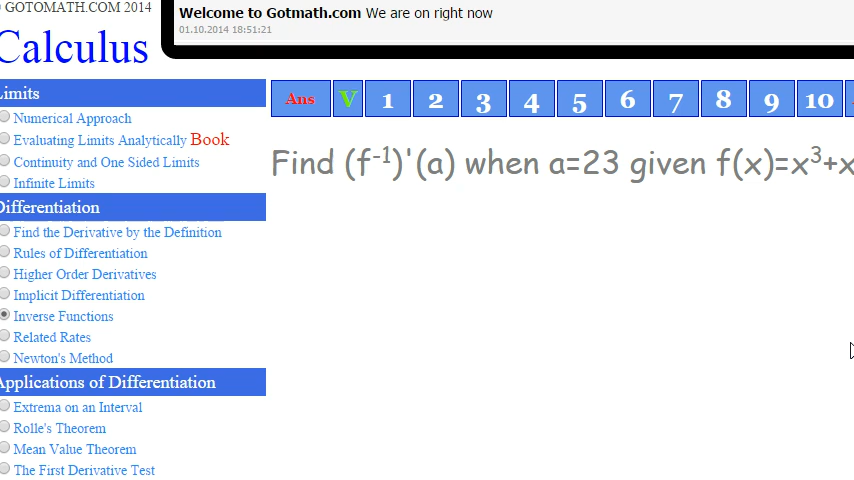 GOTOMATH.COM 2014
Calculus
Welcome to Gotmath.com We are on right now
01.10.2014 18:51:21
Limits
Numerical Approach
Evaluating Limits Analytically Book
Continuity and One Sided Limits
Infinite Limits
Differentiation
Find the Derivative by the Definition
Rules of Differentiation
Higher Order Derivatives
Implicit Differentiation
Inverse Functions
Related Rates
Newton's Method
Applications of Differentiation
Extrema on an Interval
Rolle's Theorem
Mean Value Theorem
The First Derivative Test
Ans V 1 2 3 4 5 6 7 8 9 10
Find (f⁻¹)'(a) when a=23 given f(x)=x³+x